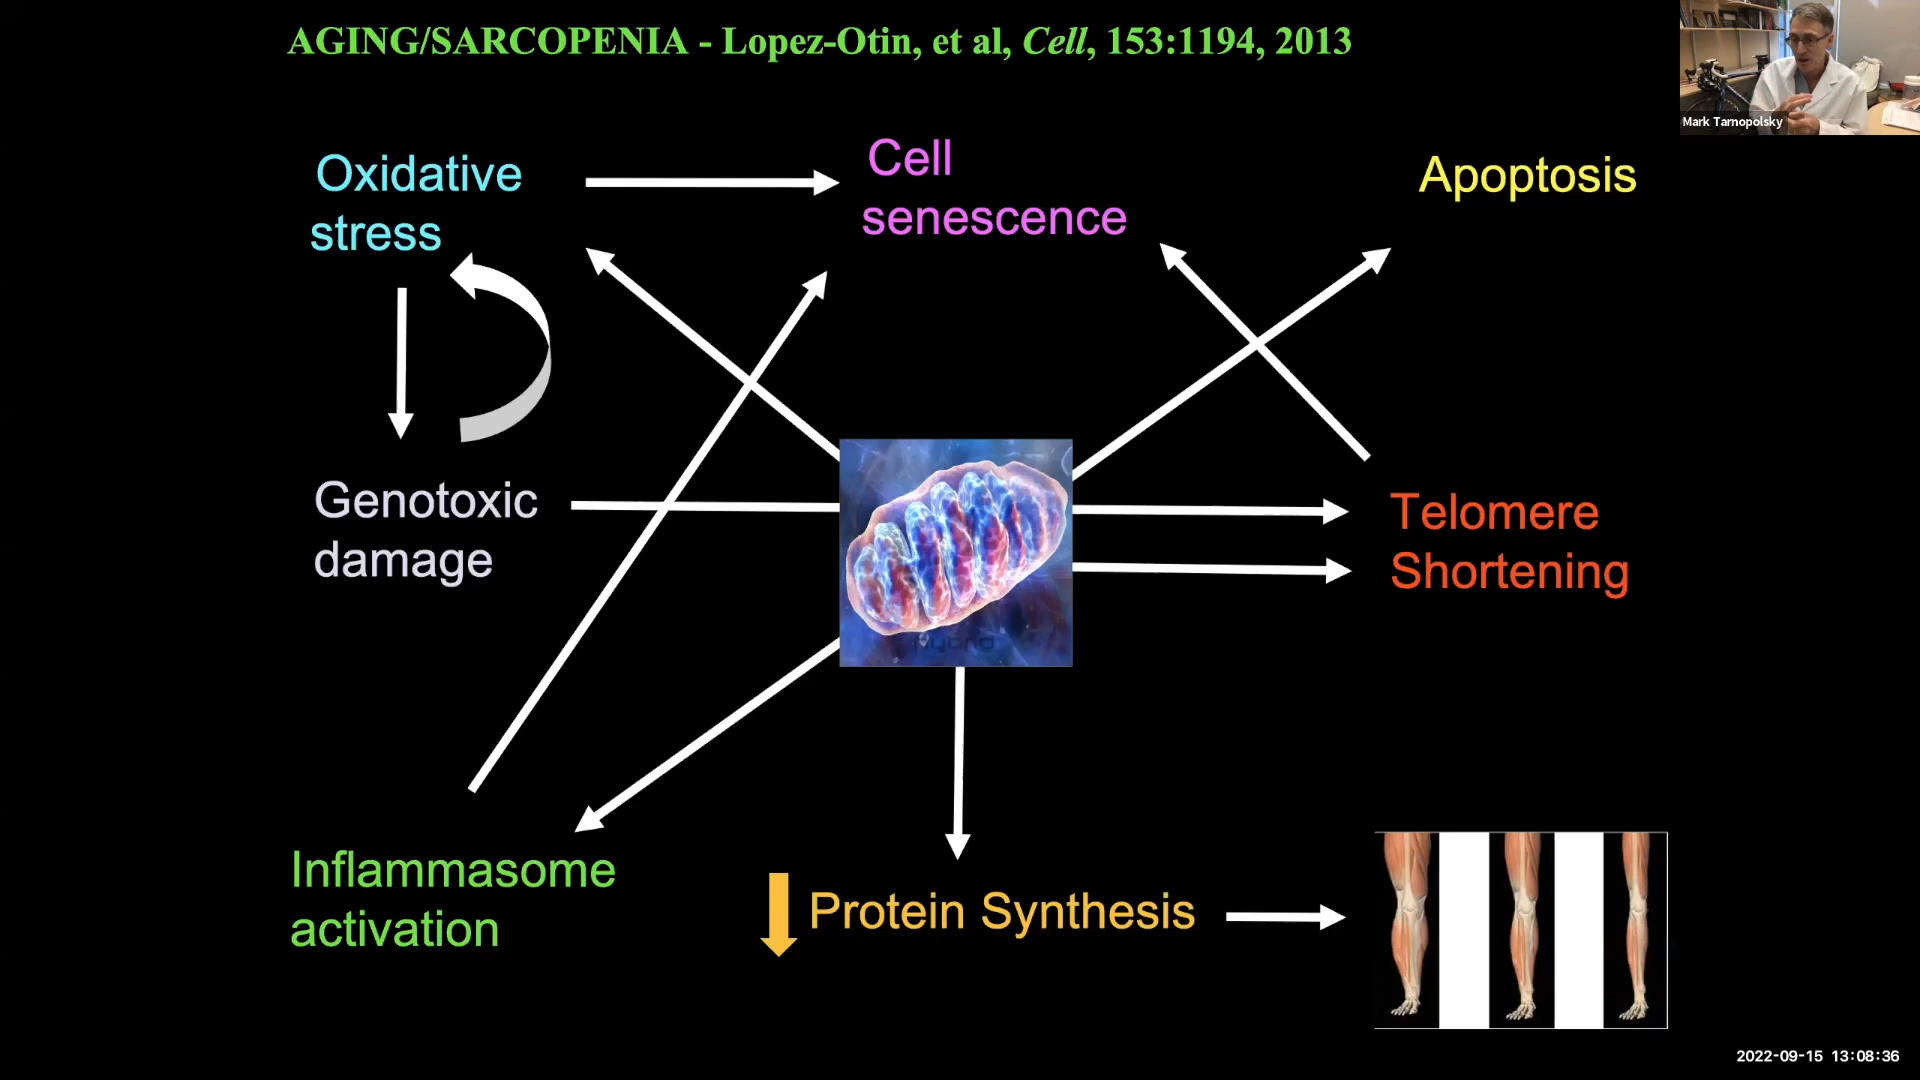 AGING/SARCOPENIA - Lopez-Otin, et al, Cell, 153:1194, 2013
Mark Tarnopolsky
Oxidative
stress
Cell
senescence
Apoptosis
Genotoxic
damage
Telomere
Shortening
Inflammasome
activation
Protein Synthesis
2022-09-15 13:08:36